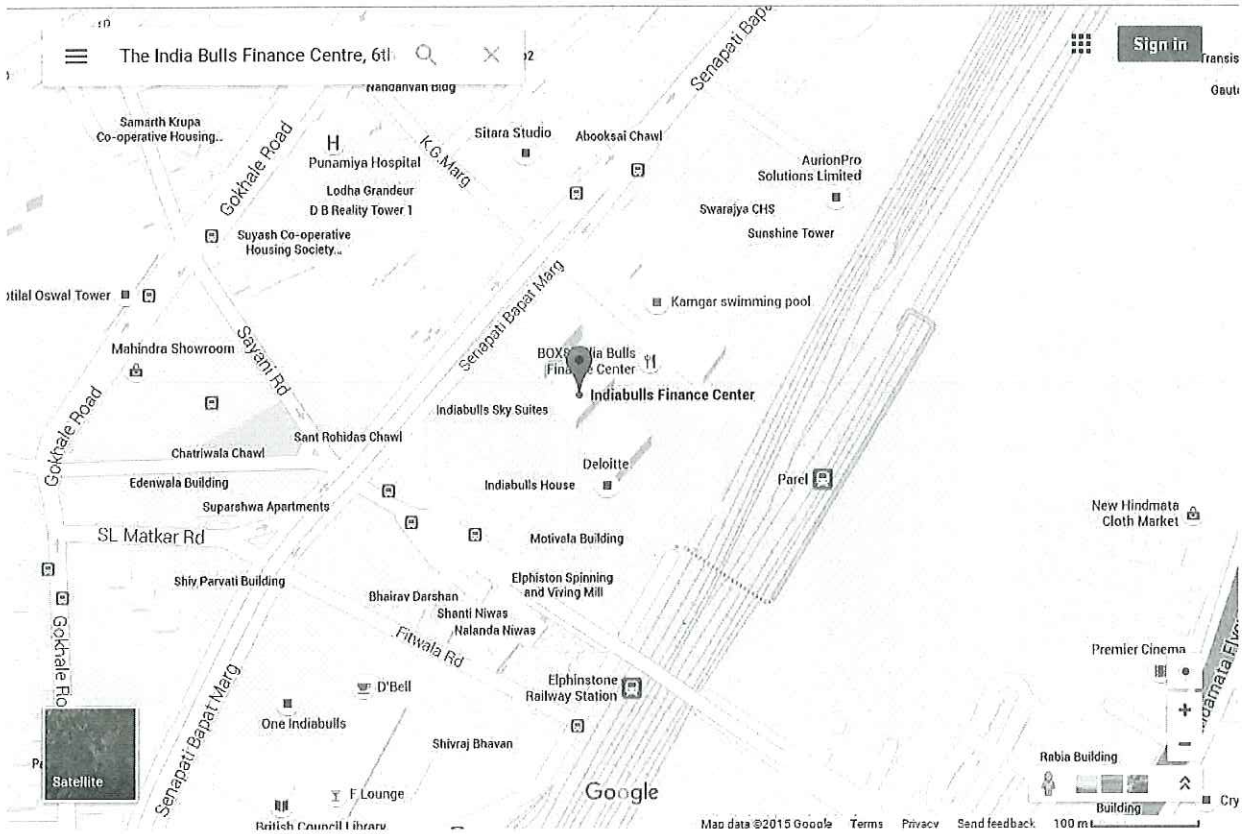 The India Bulls Finance Centre, 6th
Sign in
Nandanvan Bldg
Samarth Krupa
Co-operative Housing...
Gokhale Road
Punamiya Hospital
K.G.Marg
Sitara Studio
Abooksai Chawl
Senapati Bapat
Lodha Grandeur
D B Reality Tower 1
Suyash Co-operative
Housing Society...
AurionPro
Solutions Limited
Swarajya CHS
Sunshine Tower
otilal Oswal Tower
Senapati Bapat Marg
Kamgar swimming pool
Mahindra Showroom
Sayani Rd
Finance Center
Indiabulls Finance Center
Indiabulls Sky Suites
Gokhale Road
Sant Rohidas Chawl
Chatriwala Chawl
Edenwala Building
Deloitte
Indiabulls House
Parel
Suparshwa Apartments
New Hindmata
Cloth Market
SL Matkar Rd
Motivala Building
Shiv Parvati Building
Elphiston Spinning
and Viving Mill
Bhairav Darshan
Shanti Niwas
Nalanda Niwas
Gokhale Ro
Fitwala Rd
Premier Cinema
Elphinstone
Railway Station
D'Bell
One Indiabulls
Senapati Bapat Marg
Shivraj Bhavan
Satellite
Rabia Building
F Lounge
Google
Building
Cry
British Council Library
Map data ©2015 Google Terms Privacy Send feedback 100 m